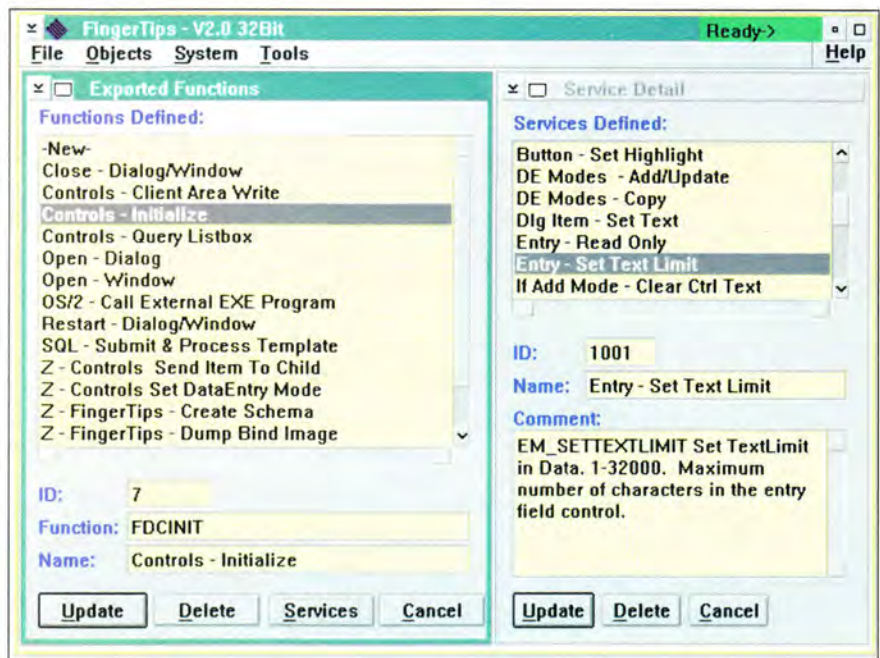 FingerTips - V2.0 32Bit
Ready->
File Objects System Tools
Help
Exported Functions
Functions Defined:
-New-
Close - Dialog/Window
Controls - Client Area Write
Controls - Initialize
Controls - Query Listbox
Open - Dialog
Open - Window
OS/2 - Call External EXE Program
Restart - Dialog/Window
SQL - Submit & Process Template
Z - Controls Send Item To Child
Z - Controls Set DataEntry Mode
Z - FingerTips - Create Schema
Z - FingerTips - Dump Bind Image
ID: 7
Function: FDCINIT
Name: Controls - Initialize
Update Delete Services Cancel
Service Detail
Services Defined:
Button - Set Highlight
DE Modes - Add/Update
DE Modes - Copy
Dlg Item - Set Text
Entry - Read Only
Entry - Set Text Limit
If Add Mode - Clear Ctrl Text
ID: 1001
Name: Entry - Set Text Limit
Comment:
EM_SETTEXTLIMIT Set TextLimit
in Data. 1-32000. Maximum
number of characters in the entry
field control.
Update Delete Cancel